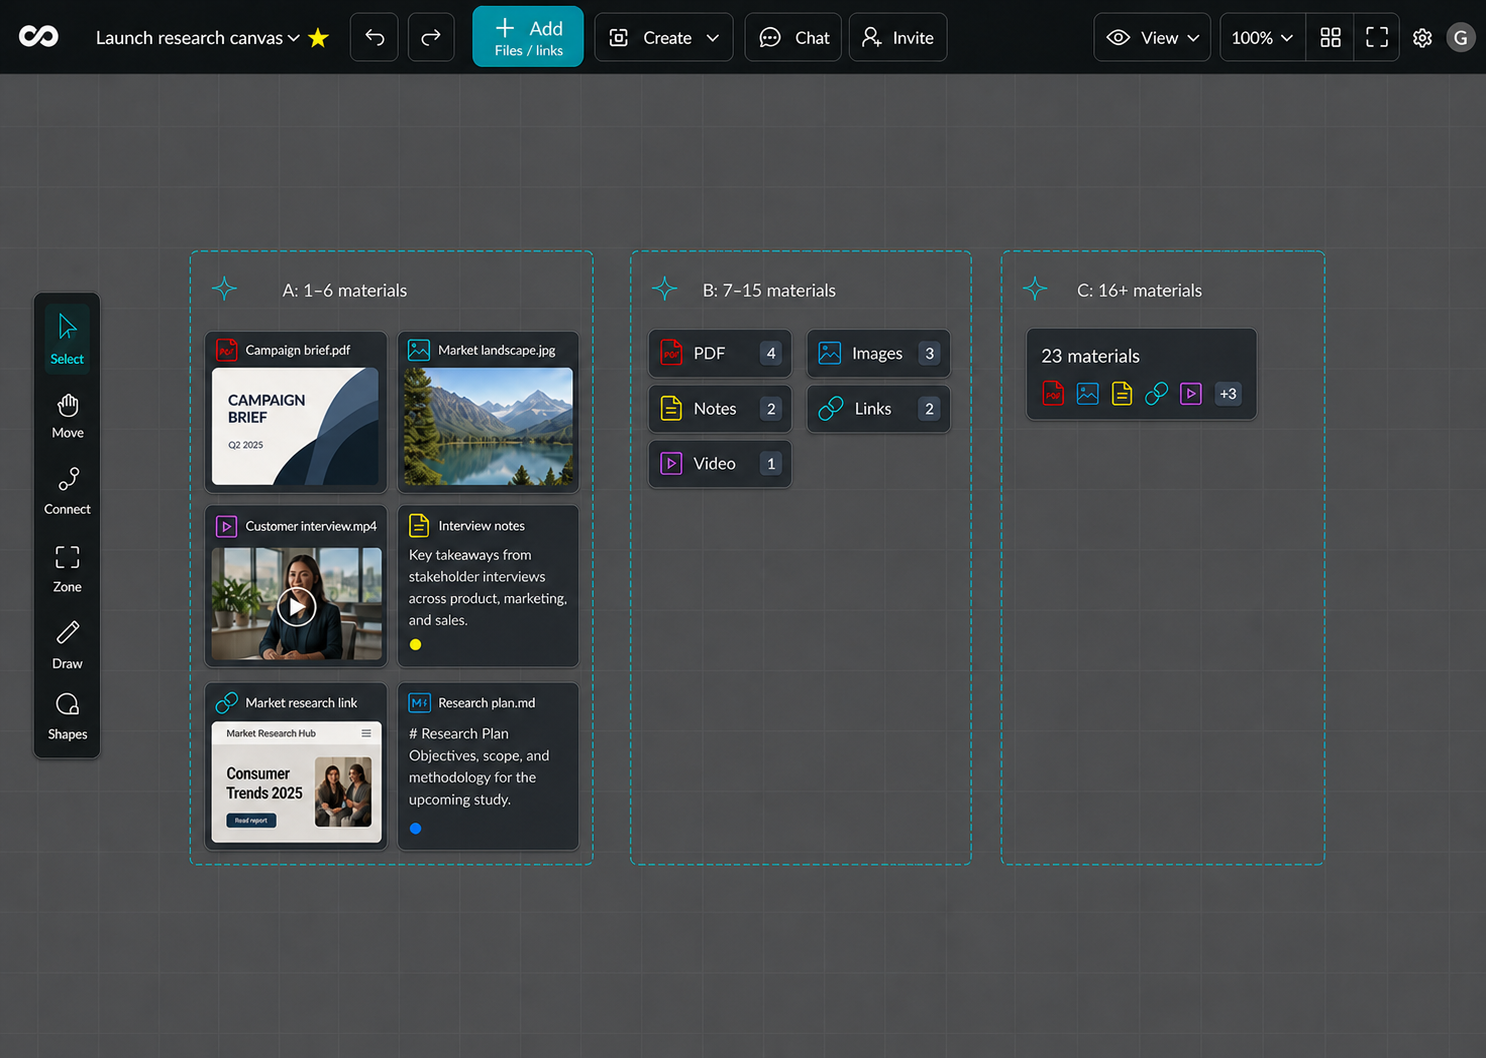 Launch research canvas
Add
Files / links
Create
Chat
Invite
View
100%
G
Select
Move
Connect
Zone
Draw
Shapes
A: 1–6 materials
PDF
Campaign brief.pdf
CAMPAIGN
BRIEF
Q2 2025
Market landscape.jpg
Customer interview.mp4
Interview notes
Key takeaways from
stakeholder interviews
across product, marketing,
and sales.
Market research link
Market Research Hub
Consumer
Trends 2025
Read report
Research plan.md
# Research Plan
Objectives, scope, and
methodology for the
upcoming study.
B: 7–15 materials
PDF
PDF 4
Images 3
Notes 2
Links 2
Video 1
C: 16+ materials
23 materials
PDF
+3